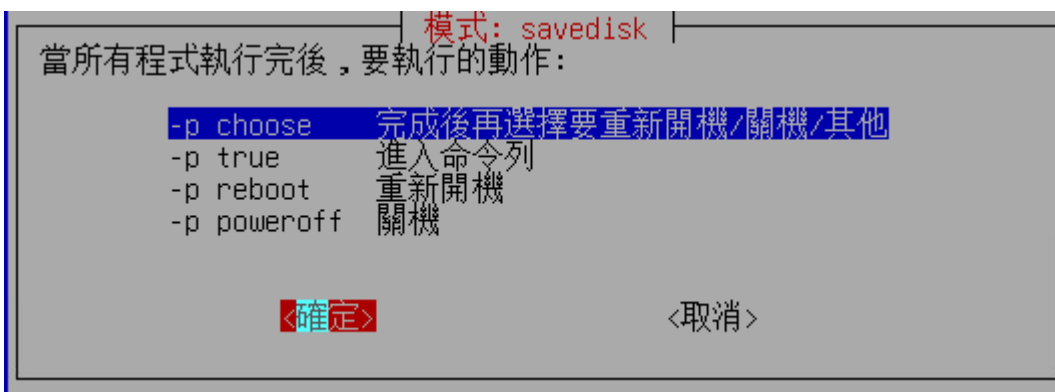 模式: savedisk
當所有程式執行完後，要執行的動作:
-p choose 完成後再選擇要重新開機/關機/其他
-p true 進入命令列
-p reboot 重新開機
-p poweroff 關機
<確定> <取消>